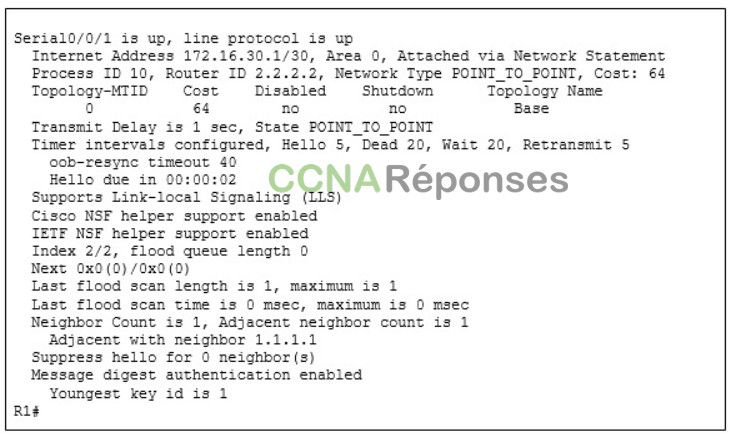 Serial0/0/1 is up, line protocol is up
Internet Address 172.16.30.1/30, Area 0, Attached via Network Statement
Process ID 10, Router ID 2.2.2.2, Network Type POINT_TO_POINT, Cost: 64
Topology-MTID Cost Disabled Shutdown Topology Name
0 64 no no Base
Transmit Delay is 1 sec, State POINT_TO_POINT
Timer intervals configured, Hello 5, Dead 20, Wait 20, Retransmit 5
oob-resync timeout 40
Hello due in 00:00:02
CCNARéponses
Supports Link-local Signaling (LLS)
Cisco NSF helper support enabled
IETF NSF helper support enabled
Index 2/2, flood queue length 0
Next 0x0(0)/0x0(0)
Last flood scan length is 1, maximum is 1
Last flood scan time is 0 msec, maximum is 0 msec
Neighbor Count is 1, Adjacent neighbor count is 1
Adjacent with neighbor 1.1.1.1
Suppress hello for 0 neighbor(s)
Message digest authentication enabled
Youngest key id is 1
R1#